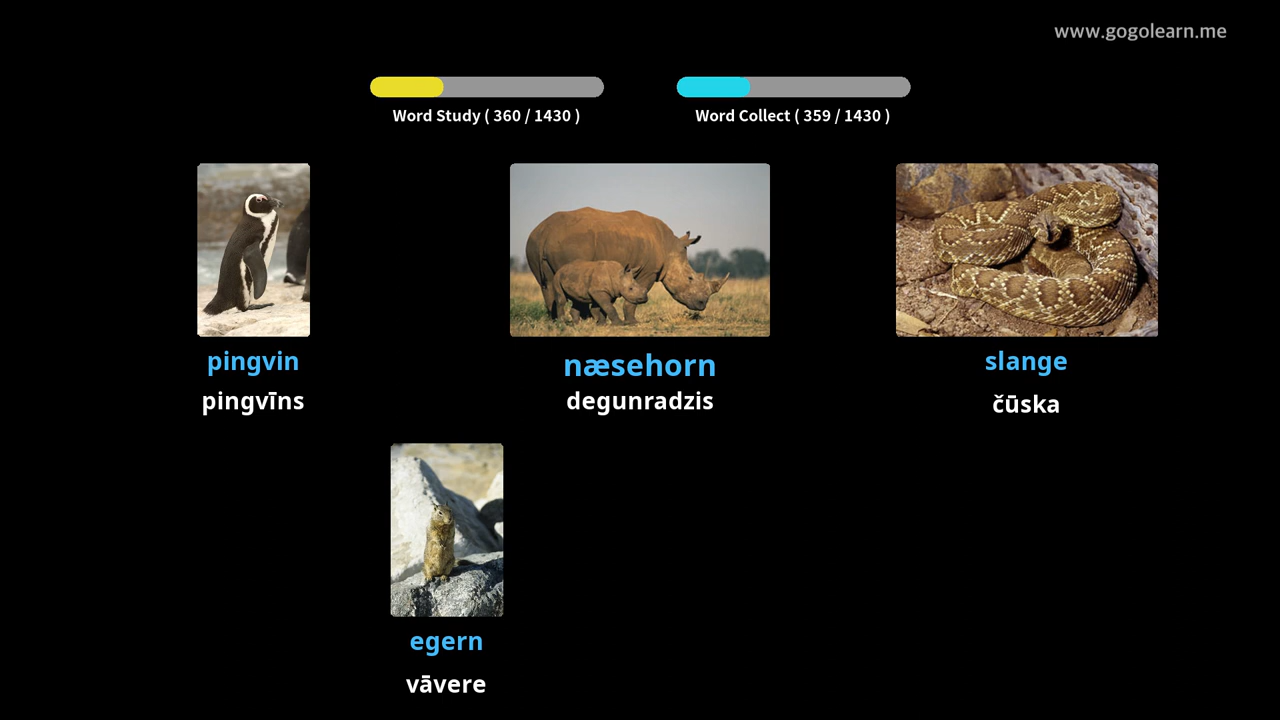 www.gogolearn.me
Word Study ( 360 / 1430 )
Word Collect ( 359 / 1430 )
pingvin
pingvīns
næsehorn
degunradzis
slange
čūska
egern
vāvere